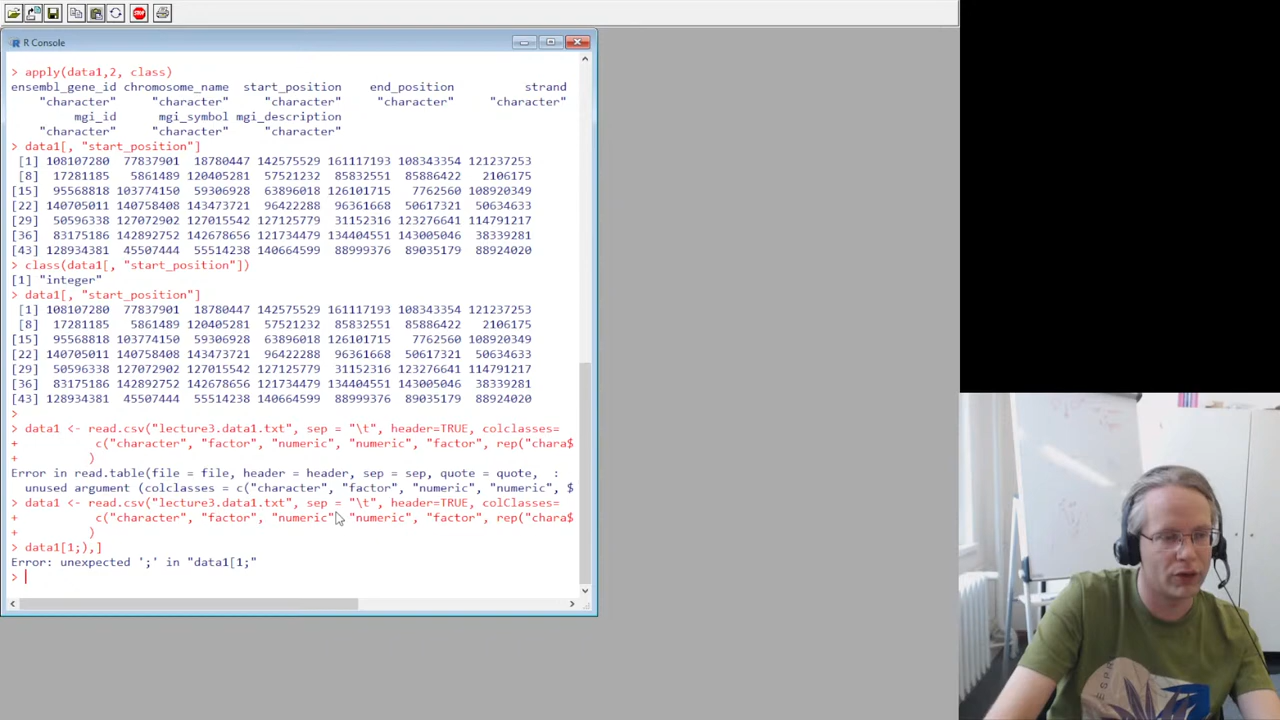 R Console
> apply(data1,2, class)
ensembl_gene_id chromosome_name start_position end_position strand
"character" "character" "character" "character" "character"
mgi_id mgi_symbol mgi_description
"character" "character" "character"
> data1[, "start_position"]
[1] 108107280 77837901 18780447 142575529 161117193 108343354 121237253
[8] 17281185 5861489 120405281 57521232 85832551 85886422 2106175
[15] 95568818 103774150 59306928 63896018 126101715 7762560 108920349
[22] 140705011 140758408 143473721 96422288 96361668 50617321 50634633
[29] 50596338 127072902 127015542 127125779 31152316 123276641 114791217
[36] 83175186 142892752 142678656 121734479 134404551 143005046 38339281
[43] 128934381 45507444 55514238 140664599 88999376 89035179 88924020
> class(data1[, "start_position"])
[1] "integer"
> data1[, "start_position"]
[1] 108107280 77837901 18780447 142575529 161117193 108343354 121237253
[8] 17281185 5861489 120405281 57521232 85832551 85886422 2106175
[15] 95568818 103774150 59306928 63896018 126101715 7762560 108920349
[22] 140705011 140758408 143473721 96422288 96361668 50617321 50634633
[29] 50596338 127072902 127015542 127125779 31152316 123276641 114791217
[36] 83175186 142892752 142678656 121734479 134404551 143005046 38339281
[43] 128934381 45507444 55514238 140664599 88999376 89035179 88924020
>
> data1 <- read.csv("lecture3.data1.txt", sep = "\t", header=TRUE, colclasses=
+ c("character", "factor", "numeric", "numeric", "factor", rep("chara$
+ )
Error in read.table(file = file, header = header, sep = sep, quote = quote, :
unused argument (colclasses = c("character", "factor", "numeric", "numeric", $
> data1 <- read.csv("lecture3.data1.txt", sep = "\t", header=TRUE, colClasses=
+ c("character", "factor", "numeric", "numeric", "factor", rep("chara$
+ )
> data1[1;),]
Error: unexpected ';' in "data1[1;"
>